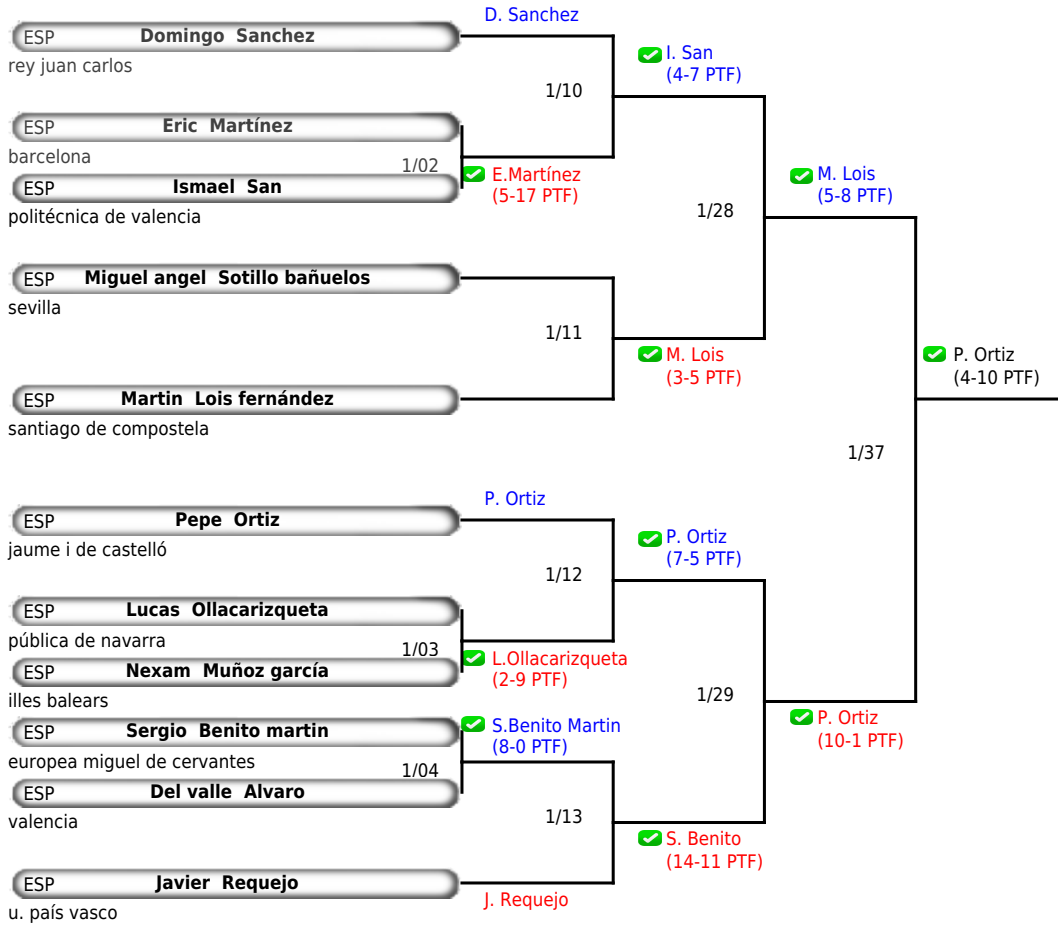 D. Sanchez
ESP Domingo Sanchez
rey juan carlos
I. San
(4-7 PTF)
1/10
ESP Eric Martínez
barcelona
1/02
E.Martínez
(5-17 PTF)
ESP Ismael San
politécnica de valencia
M. Lois
(5-8 PTF)
1/28
ESP Miguel angel Sotillo bañuelos
sevilla
1/11
M. Lois
(3-5 PTF)
ESP Martin Lois fernández
santiago de compostela
P. Ortiz
(4-10 PTF)
1/37
P. Ortiz
ESP Pepe Ortiz
jaume i de castelló
P. Ortiz
(7-5 PTF)
1/12
ESP Lucas Ollacarizqueta
pública de navarra
1/03
L.Ollacarizqueta
(2-9 PTF)
ESP Nexam Muñoz garcía
illes balears
1/29
P. Ortiz
(10-1 PTF)
ESP Sergio Benito martin
europea miguel de cervantes
S.Benito Martin
(8-0 PTF)
1/04
ESP Del valle Alvaro
valencia
1/13
S. Benito
(14-11 PTF)
ESP Javier Requejo
u. país vasco
J. Requejo